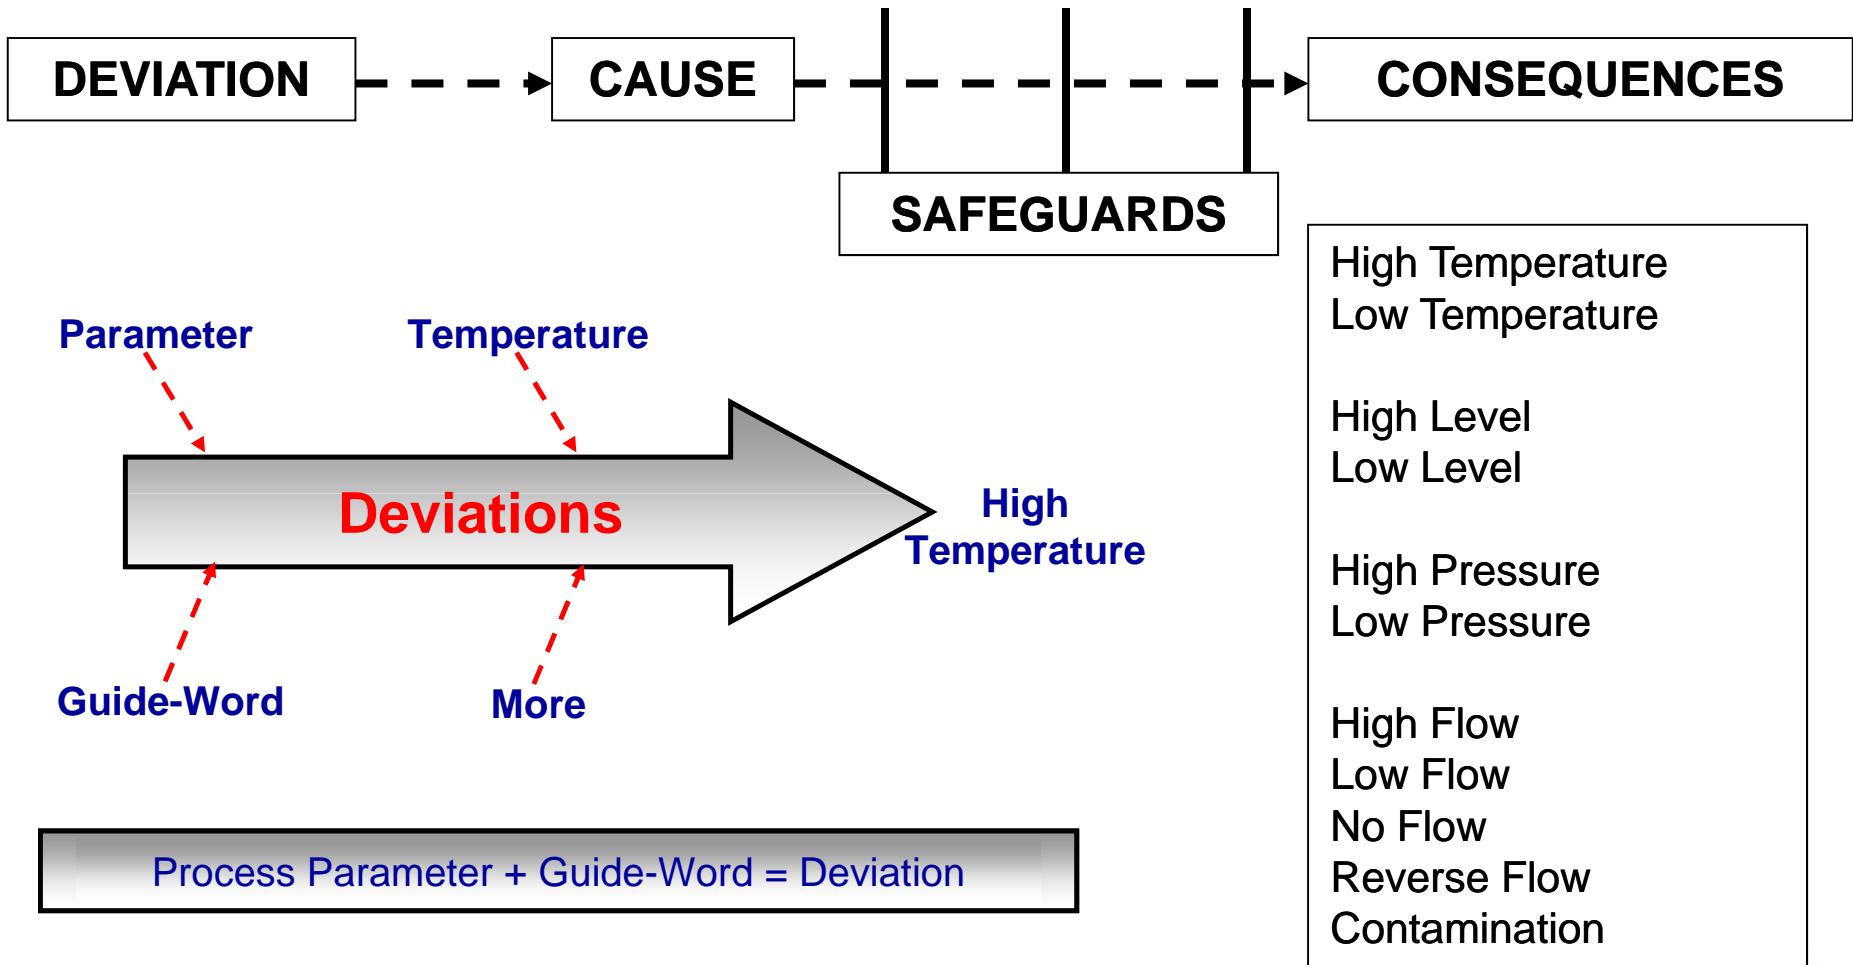 DEVIATION
CAUSE
CONSEQUENCES
SAFEGUARDS
Parameter
Temperature
Deviations
High
Temperature
Guide-Word
More
Process Parameter + Guide-Word = Deviation
High Temperature
Low Temperature
High Level
Low Level
High Pressure
Low Pressure
High Flow
Low Flow
No Flow
Reverse Flow
Contamination